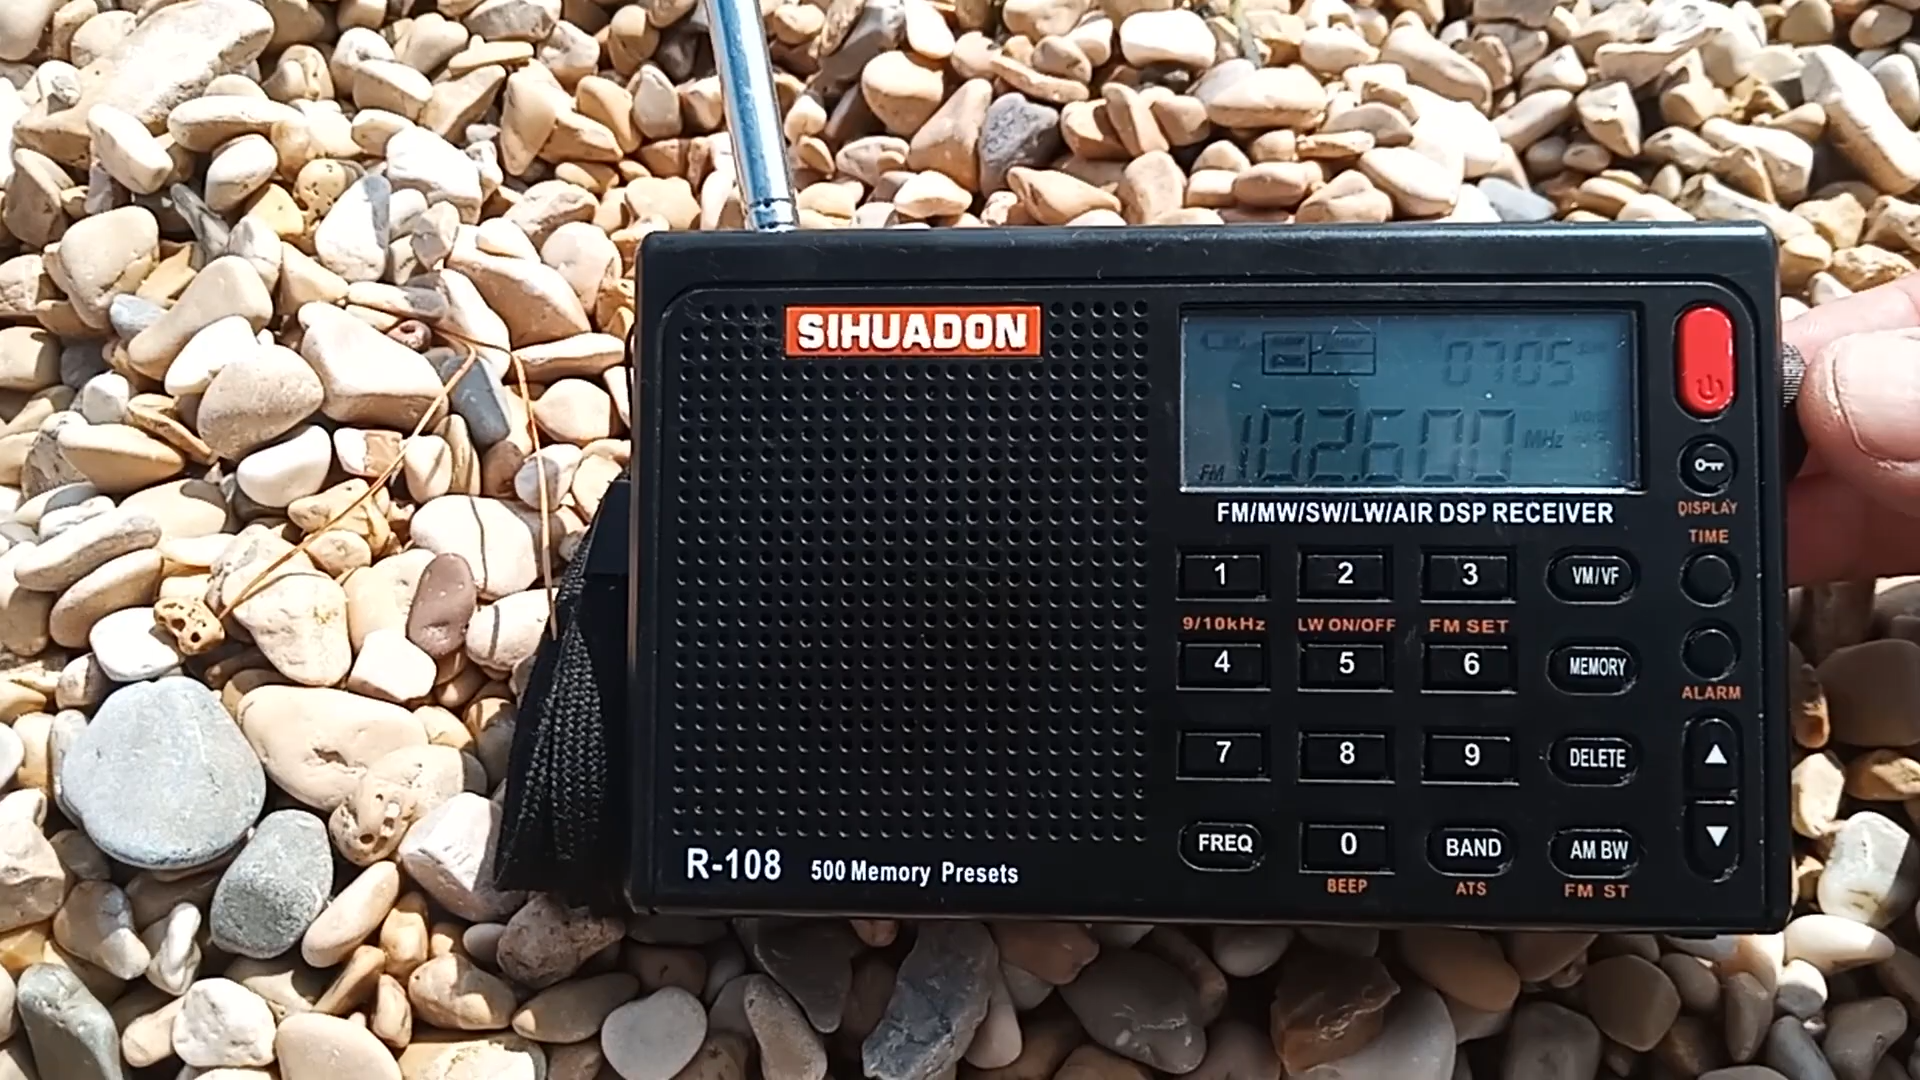 SIHUADON
0705
FM 102.600 MHz
FM/MW/SW/LW/AIR DSP RECEIVER
DISPLAY
TIME
1 2 3 VM/VF
9/10kHz LW ON/OFF FM SET
4 5 6 MEMORY
ALARM
7 8 9 DELETE
FREQ 0 BAND AM BW
BEEP ATS FM ST
R-108 500 Memory Presets